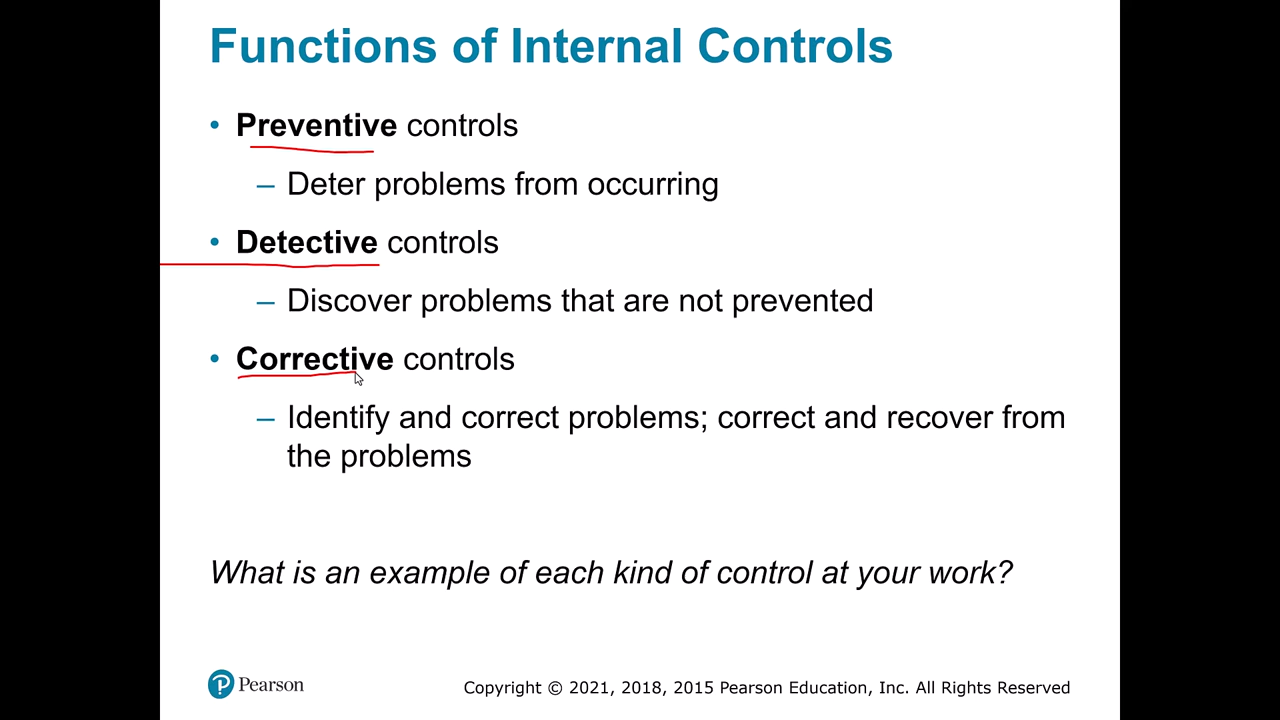 Functions of Internal Controls
• Preventive controls
– Deter problems from occurring
• Detective controls
– Discover problems that are not prevented
• Corrective controls
– Identify and correct problems; correct and recover from
the problems
What is an example of each kind of control at your work?
P Pearson
Copyright © 2021, 2018, 2015 Pearson Education, Inc. All Rights Reserved